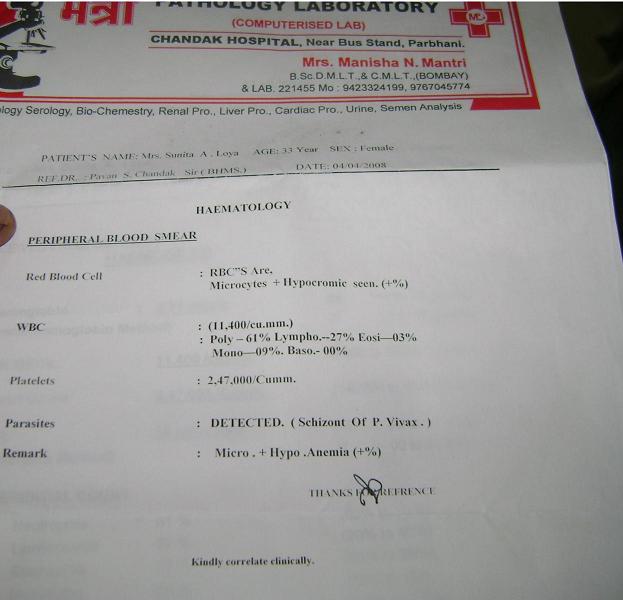 मंत्री PATHOLOGY LABORATORY
(COMPUTERISED LAB)
CHANDAK HOSPITAL, Near Bus Stand, Parbhani.
Mrs. Manisha N. Mantri
B.Sc.D.M.L.T.,& C.M.L.T.,(BOMBAY)
& LAB. 221455 Mo : 9423324199, 9767045774
Serology, Bio-Chemestry, Renal Pro., Liver Pro., Cardiac Pro., Urine, Semen Analysis
PATIENT'S NAME: Mrs. Sunita . A . Loya AGE: 33 Year SEX : Female
REF.DR. : Pavan S. Chandak Sir ( BHMS.) DATE: 04/04/2008
HAEMATOLOGY
PERIPHERAL BLOOD SMEAR
Red Blood Cell : RBC"S Are.
Microcytes + Hypocromic seen. (+%)
WBC : (11,400/cu.mm.)
: Poly – 61% Lympho.--27% Eosi—03%
Mono—09%. Baso.- 00%
Platelets : 2,47,000/Cumm.
Parasites : DETECTED. ( Schizont Of P. Vivax . )
Remark : Micro . + Hypo .Anemia (+%)
THANKS FOR REFRENCE
Kindly correlate clinically.